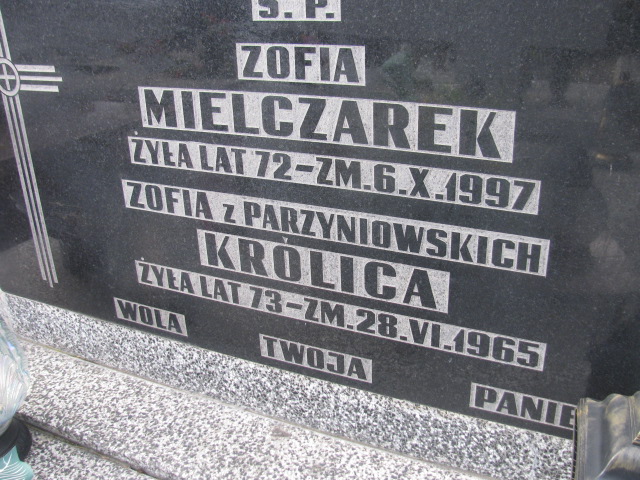 Ś. P.
ZOFIA
MIELCZAREK
ŻYŁA LAT 72-ZM.6.X.1997
ZOFIA z PARZYNIOWSKICH
KRÓLICA
ŻYŁA LAT 73-ZM.28.VI.1965
WOLA TWOJA PANIE